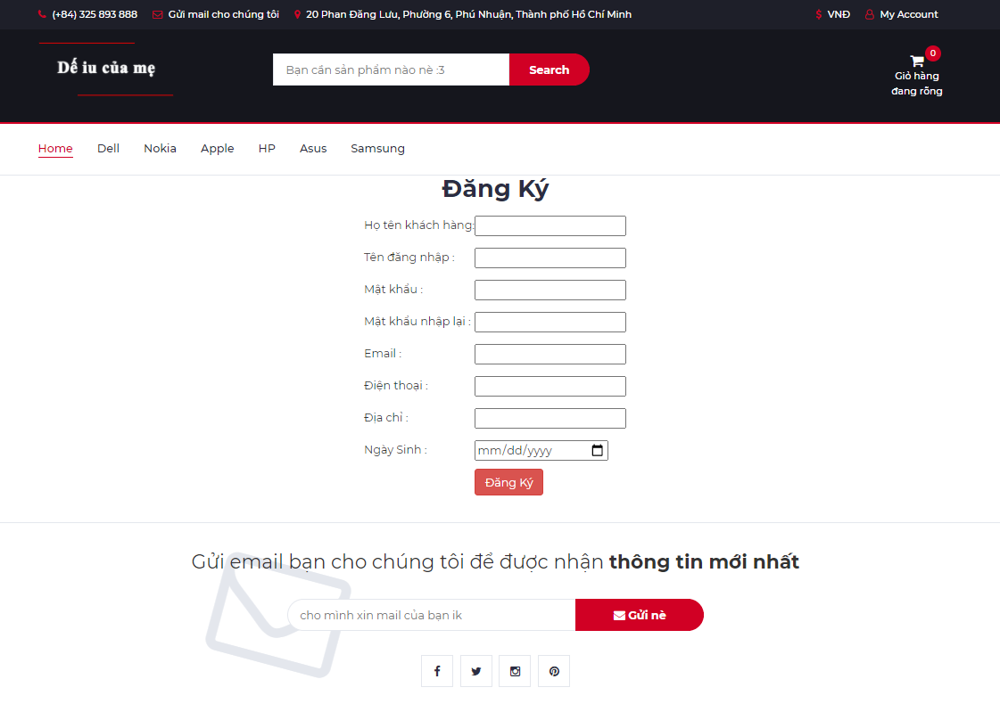 (+84) 325 893 888 Gửi mail cho chúng tôi 20 Phan Đăng Lưu, Phường 6, Phú Nhuận, Thành phố Hồ Chí Minh $ VNĐ My Account
Dế iu của mẹ
Bạn cần sản phẩm nào nè :3 Search
0
Giỏ hàng
đang rỗng
Home Dell Nokia Apple HP Asus Samsung
Đăng Ký
Họ tên khách hàng:
Tên đăng nhập :
Mật khẩu :
Mật khẩu nhập lại :
Email :
Điện thoại :
Địa chỉ :
Ngày Sinh : mm/dd/yyyy
Đăng Ký
Gửi email bạn cho chúng tôi để được nhận thông tin mới nhất
cho mình xin mail của bạn ik Gửi nè